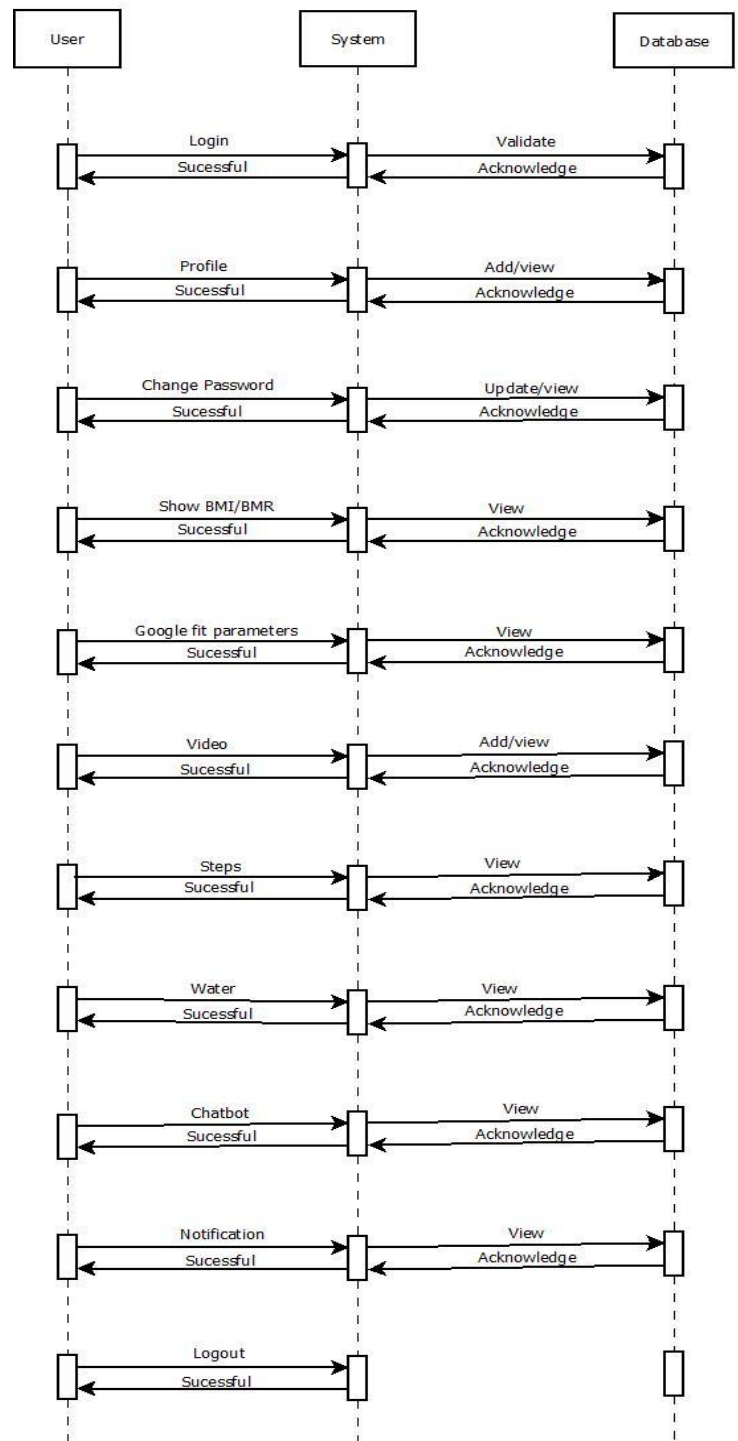 User
System
Database
Login
Validate
Sucessful
Acknowledge
Profile
Add/view
Sucessful
Acknowledge
Change Password
Update/view
Sucessful
Acknowledge
Show BMI/BMR
View
Sucessful
Acknowledge
Google fit parameters
View
Sucessful
Acknowledge
Video
Add/view
Sucessful
Acknowledge
Steps
View
Sucessful
Acknowledge
Water
View
Sucessful
Acknowledge
Chatbot
View
Sucessful
Acknowledge
Notification
View
Sucessful
Acknowledge
Logout
Sucessful